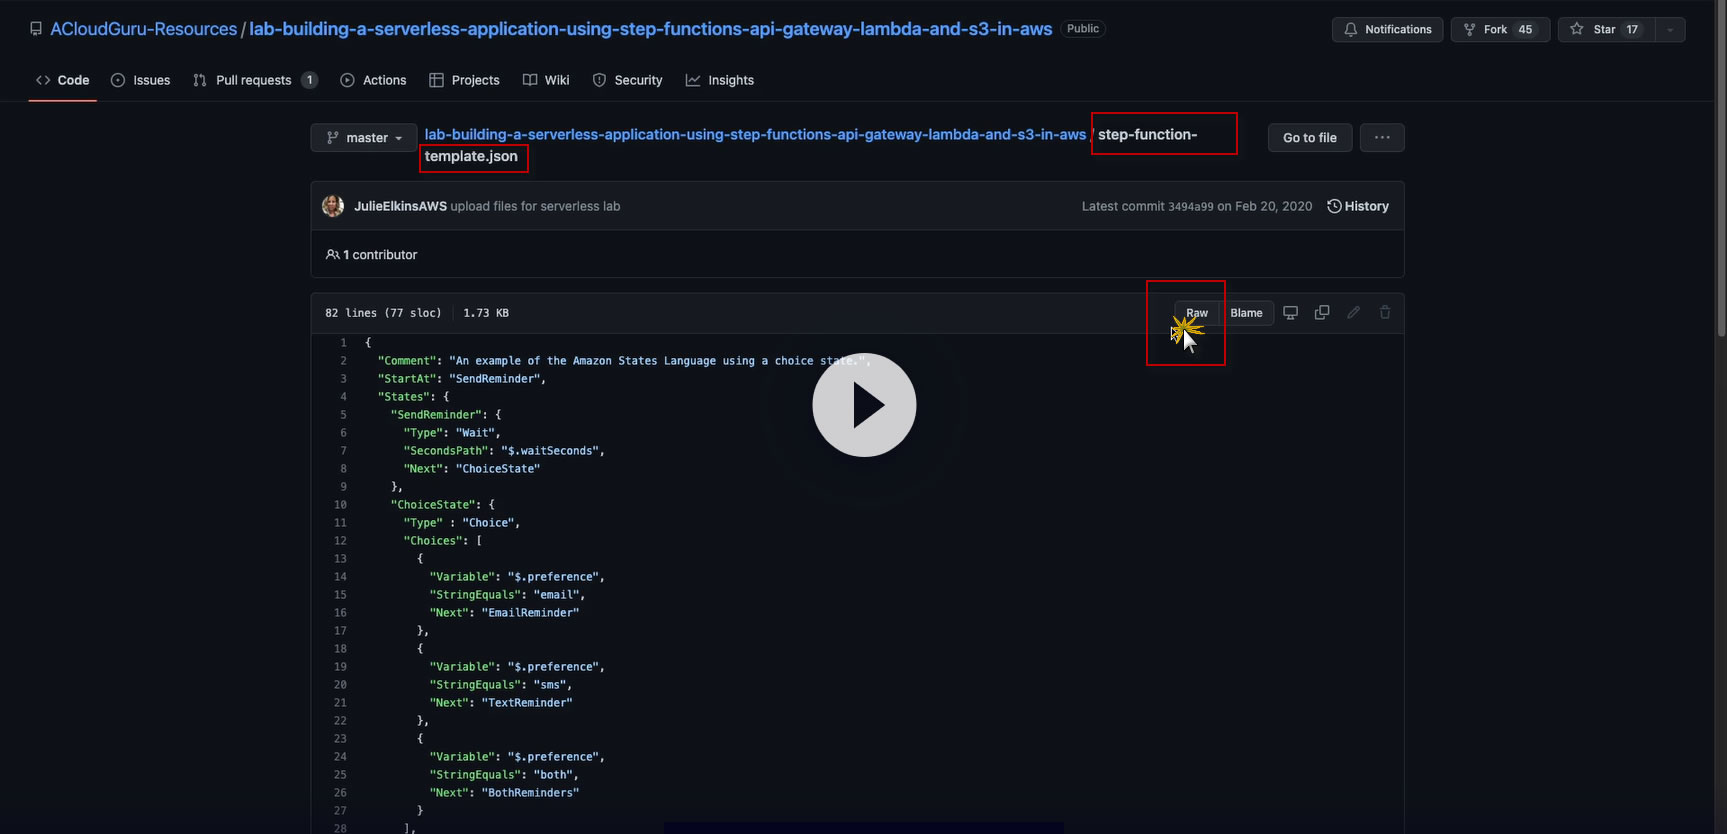 ACloudGuru-Resources / lab-building-a-serverless-application-using-step-functions-api-gateway-lambda-and-s3-in-aws Public
Notifications Fork 45 Star 17
Code Issues Pull requests 1 Actions Projects Wiki Security Insights
master lab-building-a-serverless-application-using-step-functions-api-gateway-lambda-and-s3-in-aws / step-function-
template.json
Go to file ...
JulieElkinsAWS upload files for serverless lab Latest commit 3494a99 on Feb 20, 2020 History
1 contributor
82 lines (77 sloc) 1.73 KB Raw Blame
1 {
2 "Comment": "An example of the Amazon States Language using a choice state.",
3 "StartAt": "SendReminder",
4 "States": {
5 "SendReminder": {
6 "Type": "Wait",
7 "SecondsPath": "$.waitSeconds",
8 "Next": "ChoiceState"
9 },
10 "ChoiceState": {
11 "Type" : "Choice",
12 "Choices": [
13 {
14 "Variable": "$.preference",
15 "StringEquals": "email",
16 "Next": "EmailReminder"
17 },
18 {
19 "Variable": "$.preference",
20 "StringEquals": "sms",
21 "Next": "TextReminder"
22 },
23 {
24 "Variable": "$.preference",
25 "StringEquals": "both",
26 "Next": "BothReminders"
27 }
28 ],